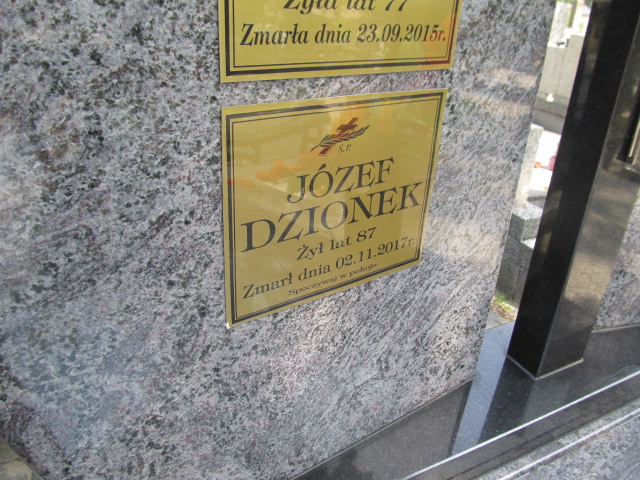 Żyła lat 77
Zmarła dnia 23.09.2015r.
Ś.P.
JÓZEF
DZIONEK
Żył lat 87
Zmarł dnia 02.11.2017r.
Spoczywaj w pokoju